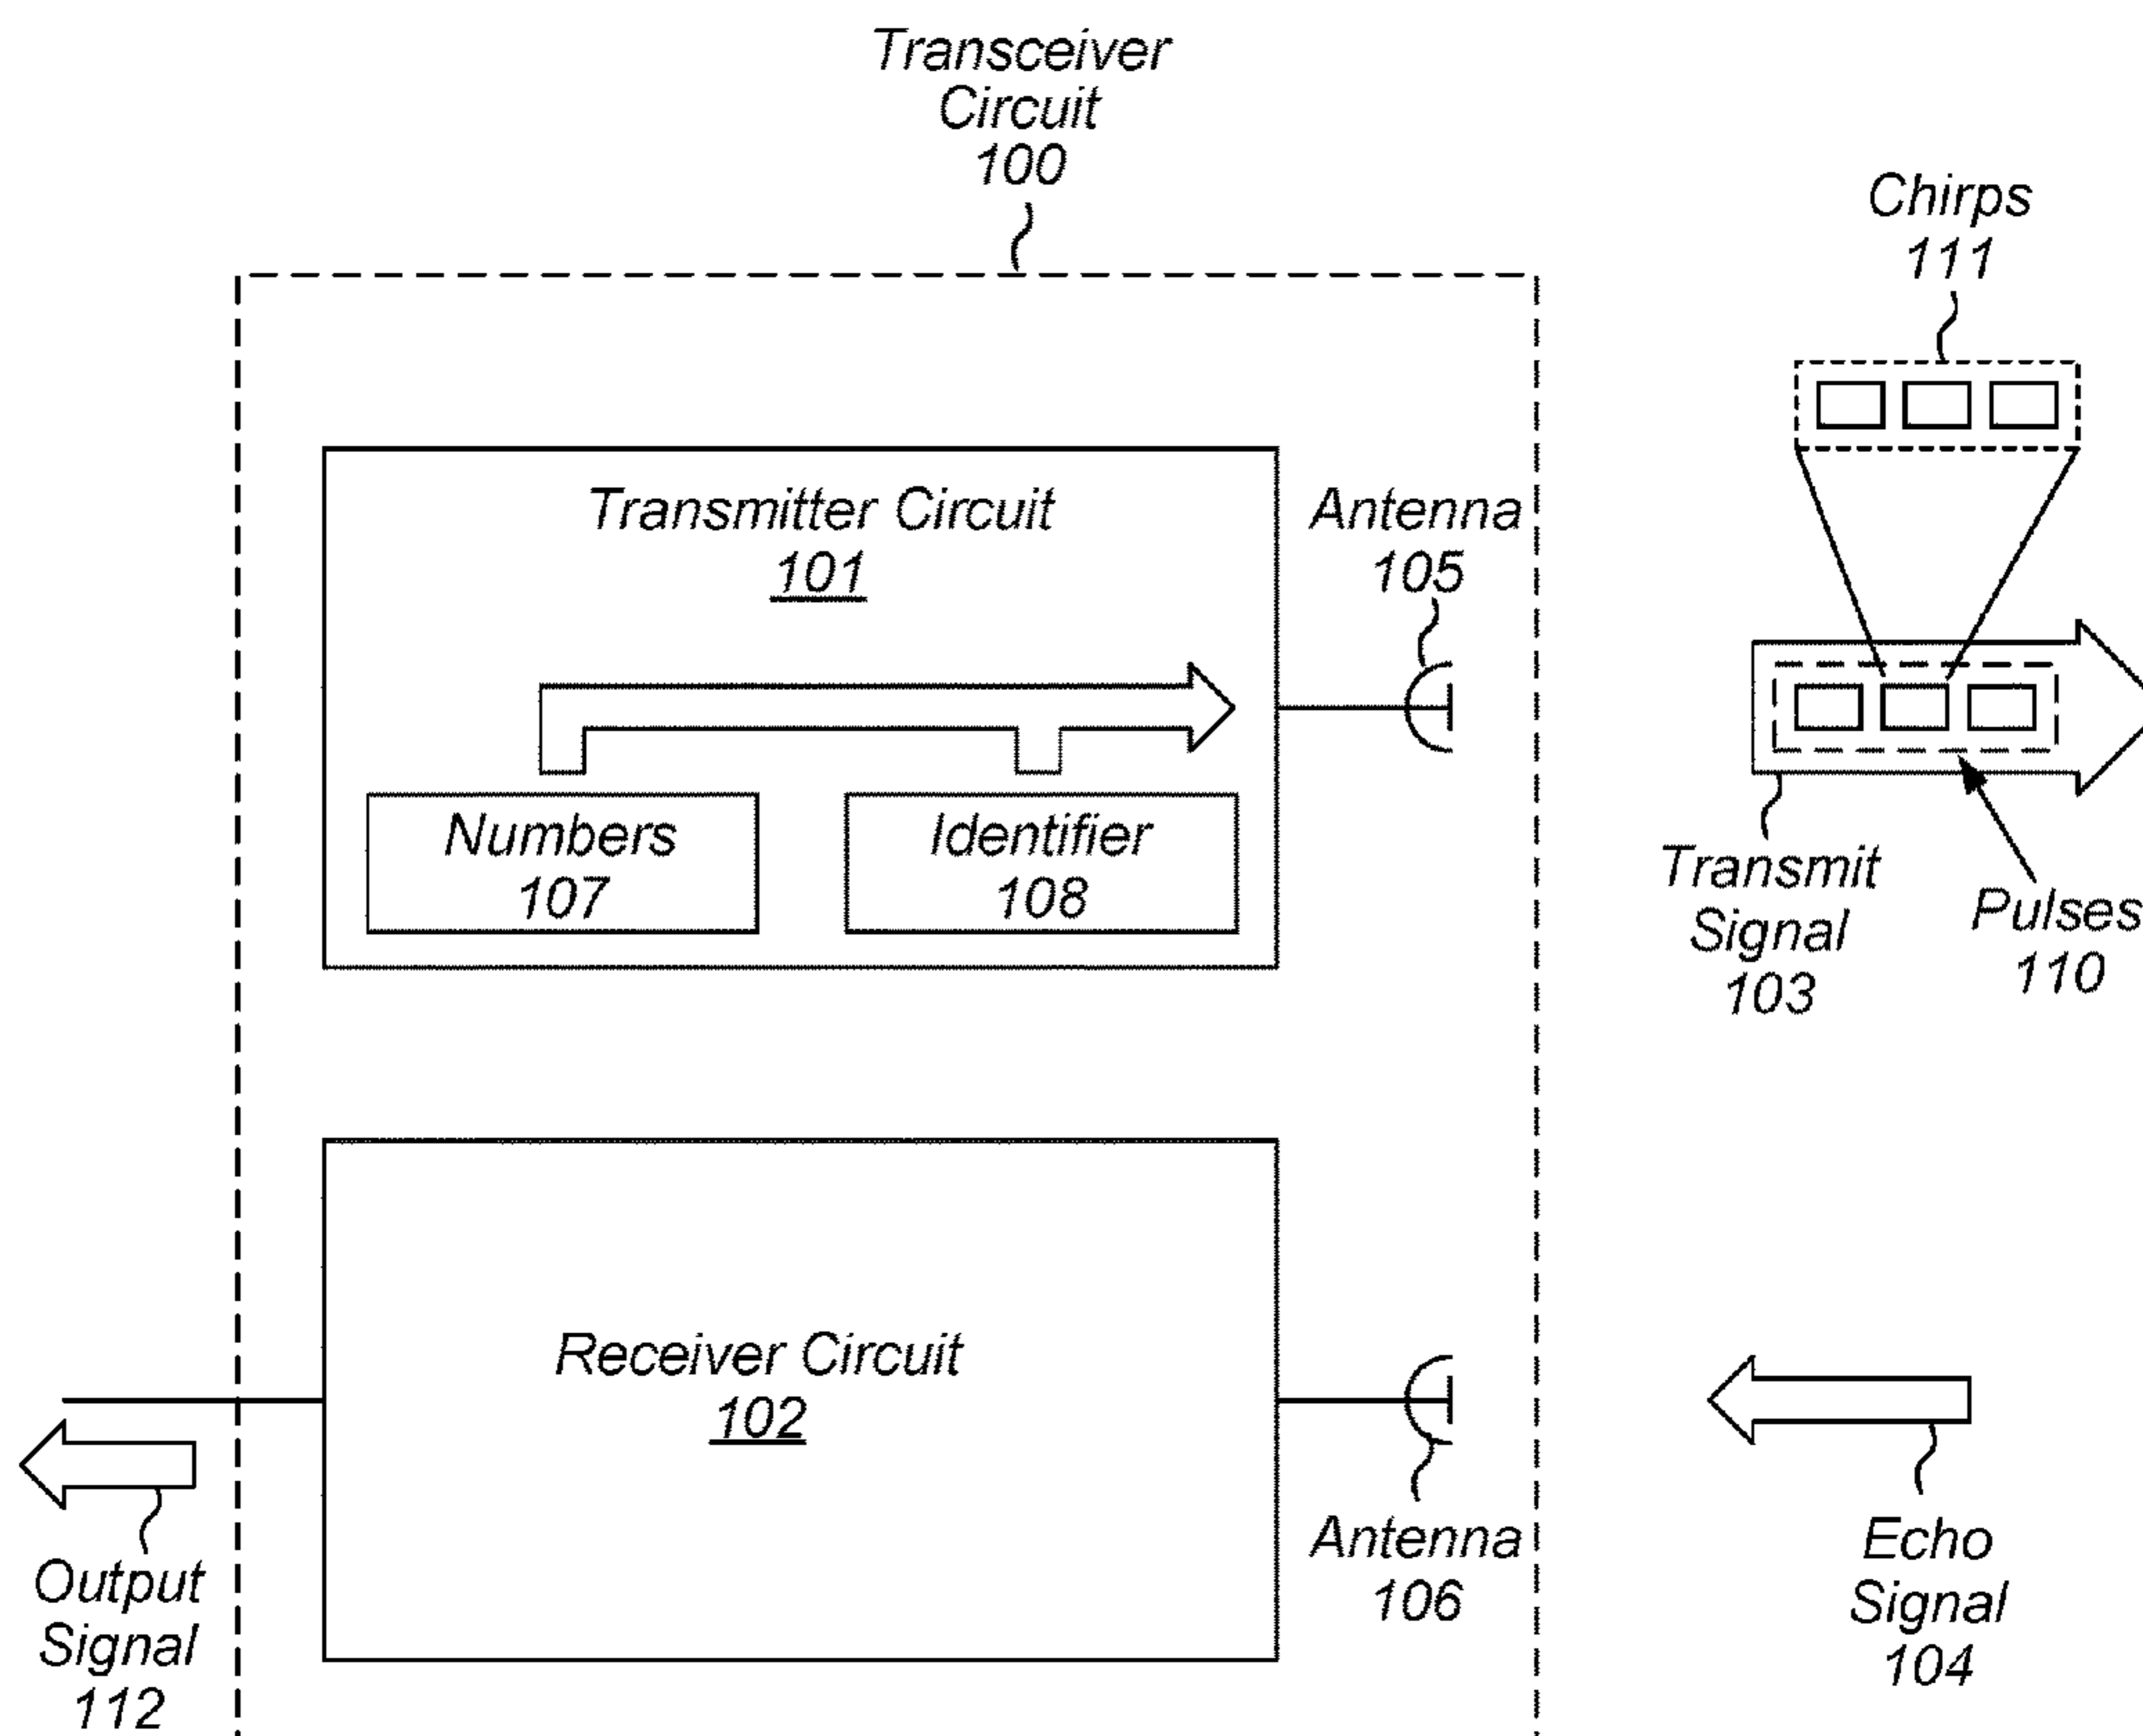 Transceiver
Circuit
100
Chirps
111
Transmitter Circuit
101
Antenna
105
Numbers
107
Identifier
108
Transmit
Signal
103
Pulses
110
Receiver Circuit
102
Antenna
106
Output
Signal
112
Echo
Signal
104